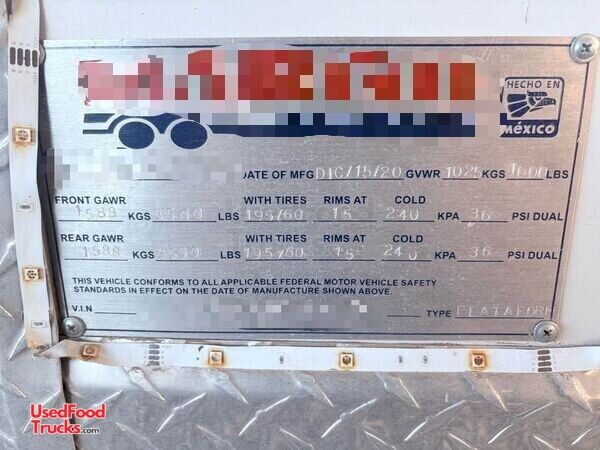 HECHO EN
MÉXICO
DATE OF MFG DIC/15/20 GVWR 1025 KGS 1600 LBS
FRONT GAWR WITH TIRES RIMS AT COLD
1588 KGS 3500 LBS 195/60 15 240 KPA 36 PSI DUAL
REAR GAWR WITH TIRES RIMS AT COLD
1588 KGS 3500 LBS 195/60 15 240 KPA 36 PSI DUAL
THIS VEHICLE CONFORMS TO ALL APPLICABLE FEDERAL MOTOR VEHICLE SAFETY
STANDARDS IN EFFECT ON THE DATE OF MANUFACTURE SHOWN ABOVE.
V.I.N TYPE PLATAFORM
UsedFood
Trucks.com